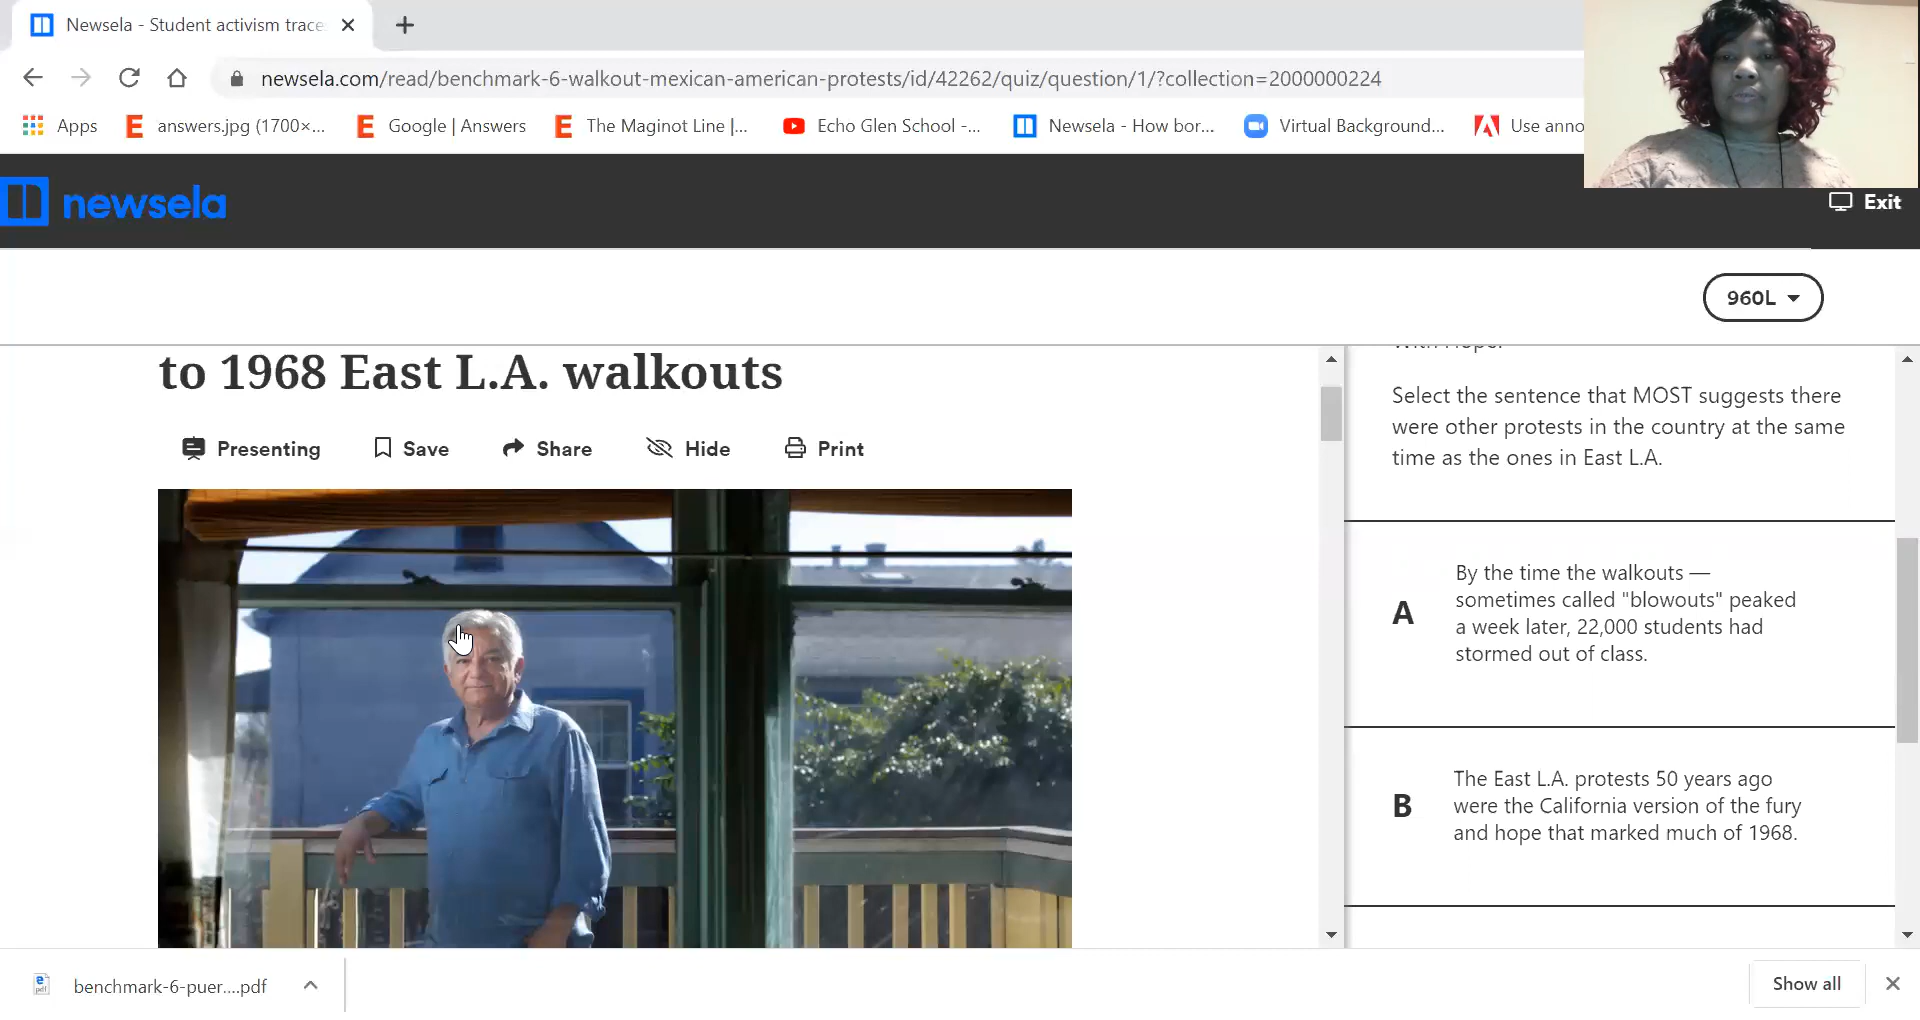 Newsela - Student activism trace
newsela.com/read/benchmark-6-walkout-mexican-american-protests/id/42262/quiz/question/1/?collection=2000000224
Apps E answers.jpg (1700×... E Google | Answers E The Maginot Line |... Echo Glen School -... Newsela - How bor... Virtual Background... Use anno
newsela
Exit
960L
to 1968 East L.A. walkouts
Presenting Save Share Hide Print
Select the sentence that MOST suggests there
were other protests in the country at the same
time as the ones in East L.A.
A
By the time the walkouts —
sometimes called "blowouts" peaked
a week later, 22,000 students had
stormed out of class.
B
The East L.A. protests 50 years ago
were the California version of the fury
and hope that marked much of 1968.
benchmark-6-puer....pdf
Show all